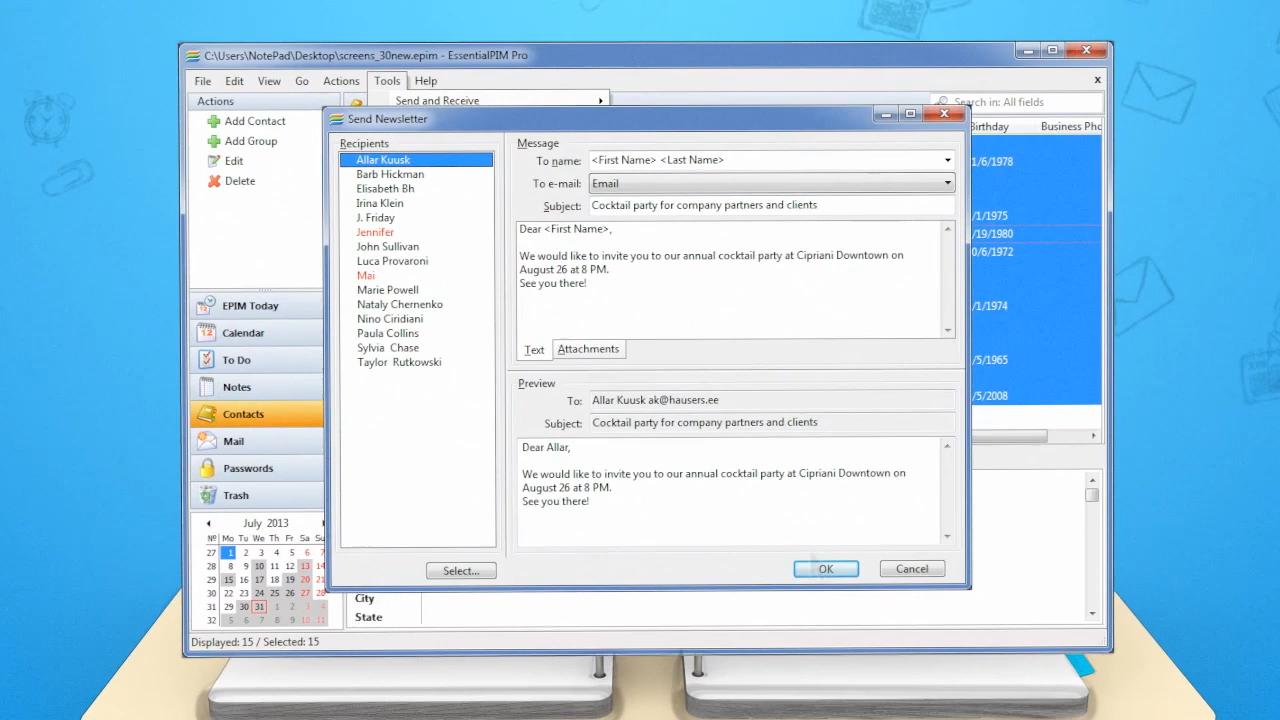 C:\Users\NotePad\Desktop\screens_30new.epim - EssentialPIM Pro
File Edit View Go Actions Tools Help x
Actions
Send and Receive
Search in: All fields
Add Contact
Add Group
Edit
Delete
Birthday Business Pho
/6/1978
/1/1975
/19/1980
/6/1972
/1/1974
/5/1965
/5/2008
EPIM Today
Calendar
To Do
Notes
Contacts
Mail
Passwords
Trash
July 2013
Nº Mo Tu We Th Fr Sa Su
27 1 2 3 4 5 6 7
28 8 9 10 11 12 13 14
29 15 16 17 18 19 20 21
30 22 23 24 25 26 27 28
31 29 30 31 1 2 3 4
32 5 6 7 8 9 10 11
Displayed: 15 / Selected: 15
City
State
Send Newsletter
Recipients
Allar Kuusk
Barb Hickman
Elisabeth Bh
Irina Klein
J. Friday
Jennifer
John Sullivan
Luca Provaroni
Mai
Marie Powell
Nataly Chernenko
Nino Ciridiani
Paula Collins
Sylvia Chase
Taylor Rutkowski
Select...
Message
To name: <First Name> <Last Name>
To e-mail: Email
Subject: Cocktail party for company partners and clients
Dear <First Name>,
We would like to invite you to our annual cocktail party at Cipriani Downtown on
August 26 at 8 PM.
See you there!
Text Attachments
Preview
To: Allar Kuusk ak@hausers.ee
Subject: Cocktail party for company partners and clients
Dear Allar,
We would like to invite you to our annual cocktail party at Cipriani Downtown on
August 26 at 8 PM.
See you there!
OK Cancel